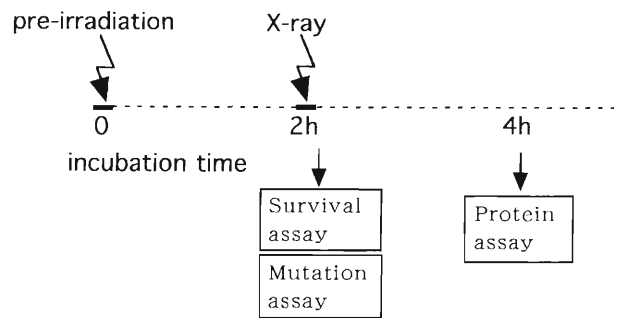 pre-irradiation X-ray
0 2h 4h
incubation time
Survival
assay
Mutation
assay
Protein
assay